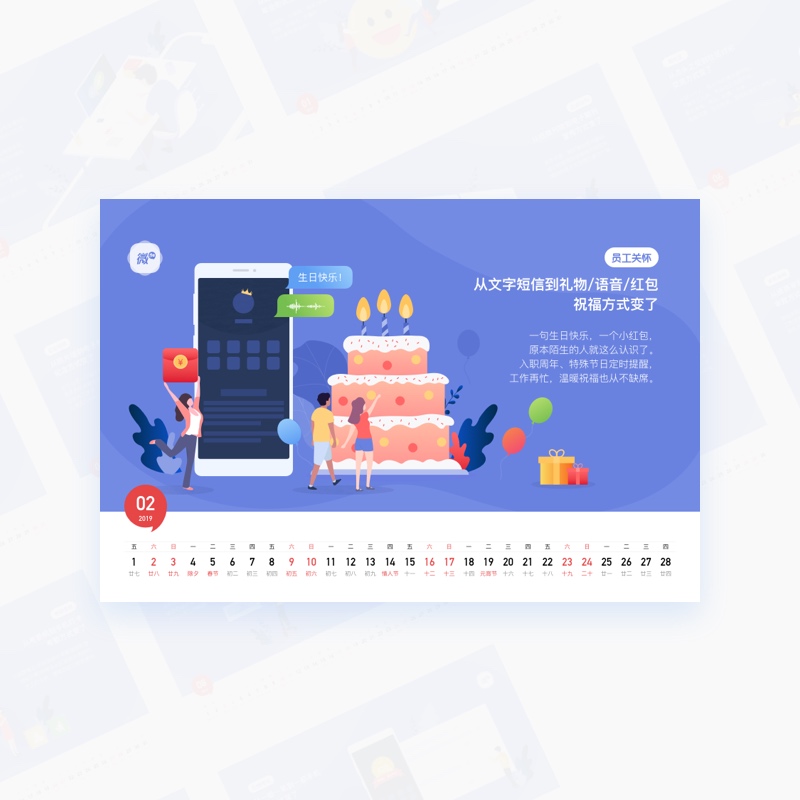 微
员工关怀
从文字短信到礼物/语音/红包
祝福方式变了
生日快乐!
一句生日快乐,一个小红包,
原本陌生的人就这么认识了。
入职周年、特殊节日定时提醒,
工作再忙,温暖祝福也从不缺席。
¥
02
2019
五 六 日 一 二 三 四 五 六 日 一 二 三 四 五 六 日 一 二 三 四 五 六 日 一 二 三 四
1 2 3 4 5 6 7 8 9 10 11 12 13 14 15 16 17 18 19 20 21 22 23 24 25 26 27 28
廿七 廿八 廿九 除夕 春节 初二 初三 初四 初五 初六 初七 初八 初九 情人节 十一 十二 十三 十四 元宵节 十六 十七 十八 十九 二十 廿一 廿二 廿三 廿四